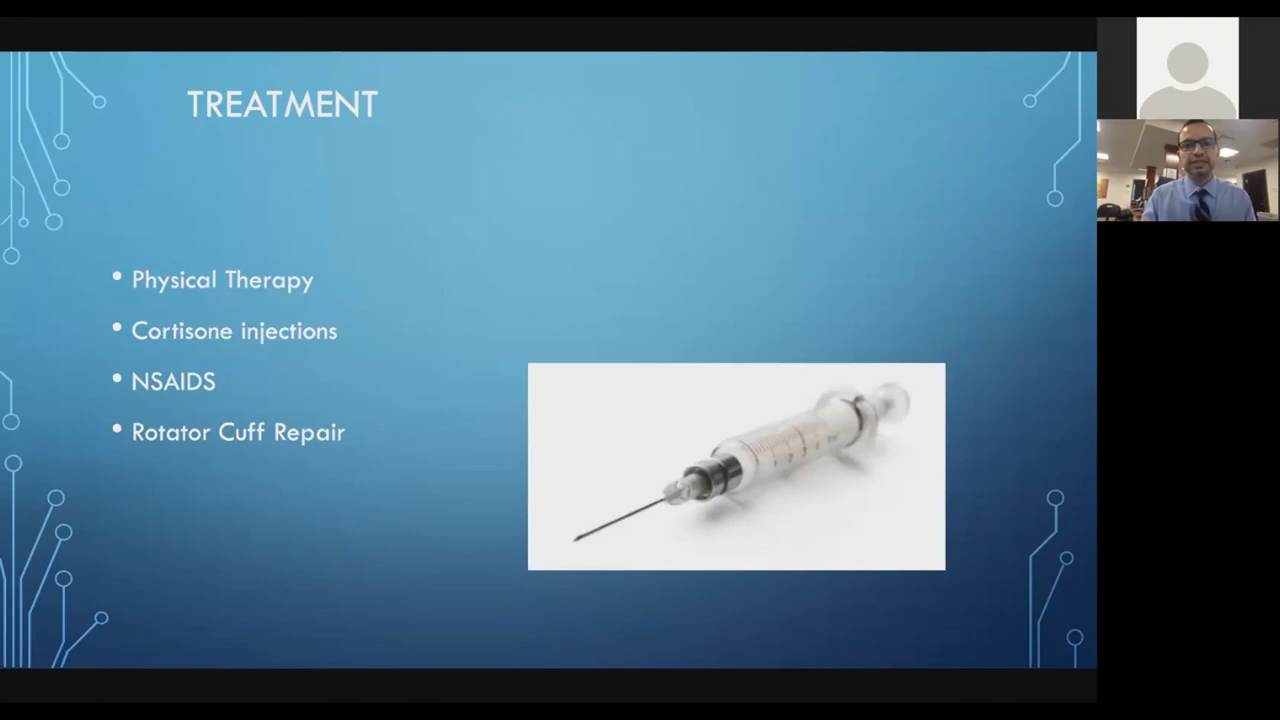 TREATMENT
• Physical Therapy
• Cortisone injections
• NSAIDS
• Rotator Cuff Repair